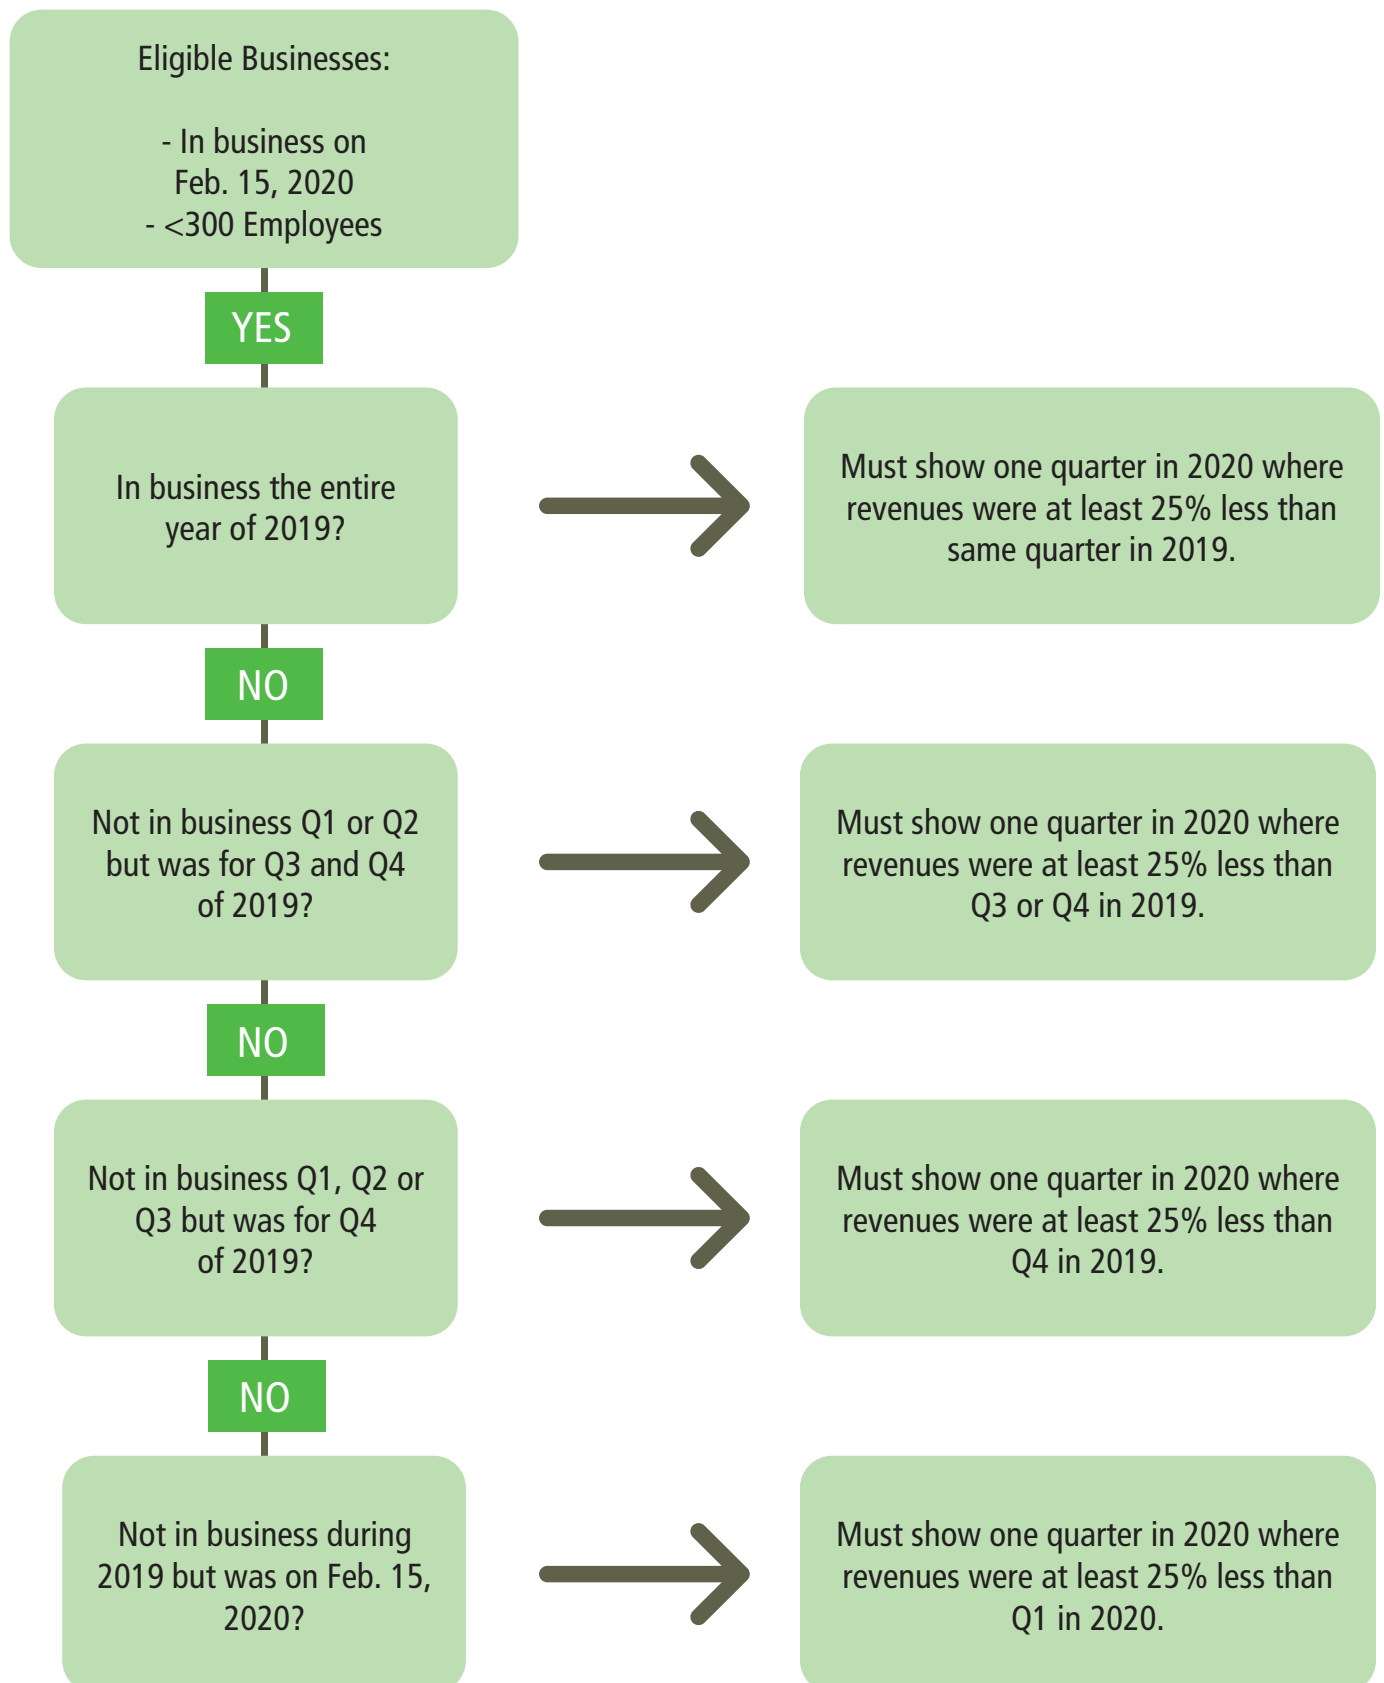 Eligible Businesses:
- In business on
Feb. 15, 2020
- <300 Employees
YES
In business the entire
year of 2019?
Must show one quarter in 2020 where
revenues were at least 25% less than
same quarter in 2019.
NO
Not in business Q1 or Q2
but was for Q3 and Q4
of 2019?
Must show one quarter in 2020 where
revenues were at least 25% less than
Q3 or Q4 in 2019.
NO
Not in business Q1, Q2 or
Q3 but was for Q4
of 2019?
Must show one quarter in 2020 where
revenues were at least 25% less than
Q4 in 2019.
NO
Not in business during
2019 but was on Feb. 15,
2020?
Must show one quarter in 2020 where
revenues were at least 25% less than
Q1 in 2020.